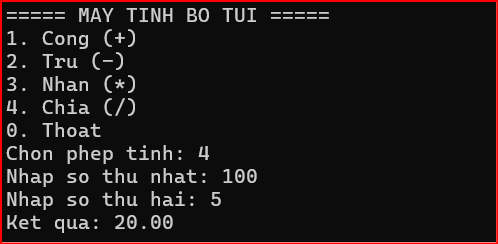 ===== MAY TINH BO TUI =====
1. Cong (+)
2. Tru (-)
3. Nhan (*)
4. Chia (/)
0. Thoat
Chon phep tinh: 4
Nhap so thu nhat: 100
Nhap so thu hai: 5
Ket qua: 20.00